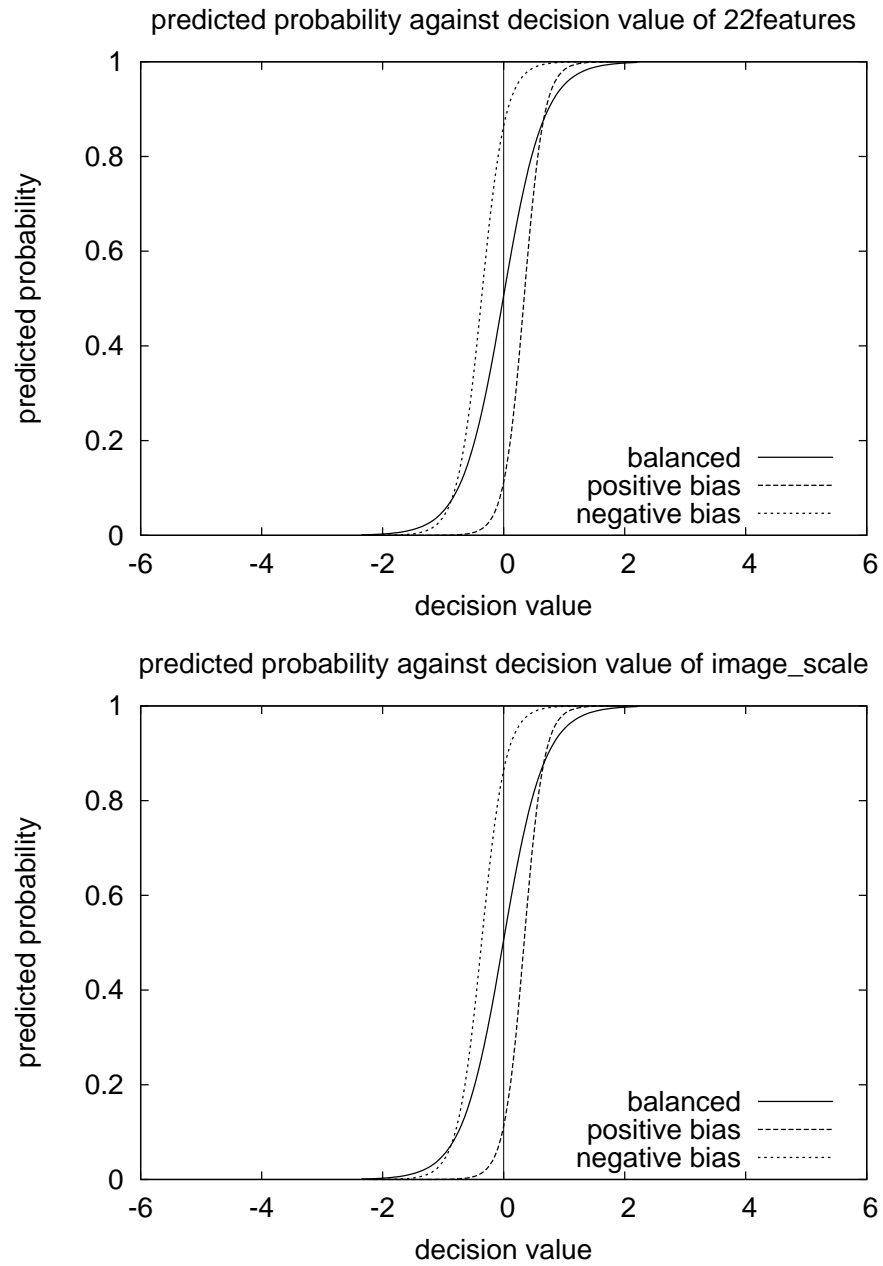 predicted probability against decision value of 22features
1
0.8
0.6
0.4
0.2
0
predicted probability
balanced
positive bias
negative bias
-6 -4 -2 0 2 4 6
decision value
predicted probability against decision value of image_scale
1
0.8
0.6
0.4
0.2
0
predicted probability
balanced
positive bias
negative bias
-6 -4 -2 0 2 4 6
decision value